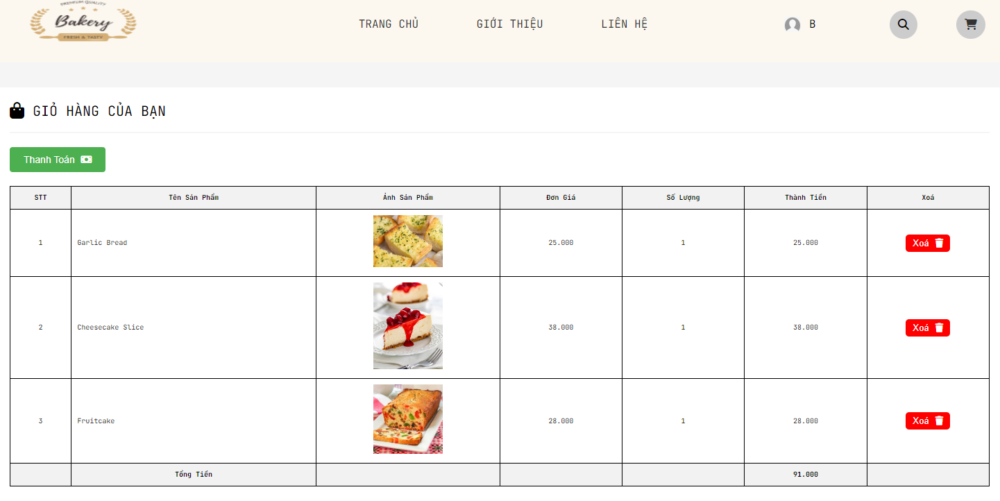 PREMIUM QUALITY
Bakery
FRESH & TASTY
TRANG CHỦ GIỚI THIỆU LIÊN HỆ B
GIỎ HÀNG CỦA BẠN
Thanh Toán
STT Tên Sản Phẩm Ảnh Sản Phẩm Đơn Giá Số Lượng Thành Tiền Xoá
1 Garlic Bread 25.000 1 25.000 Xoá
2 Cheesecake Slice 38.000 1 38.000 Xoá
3 Fruitcake 28.000 1 28.000 Xoá
Tổng Tiền 91.000